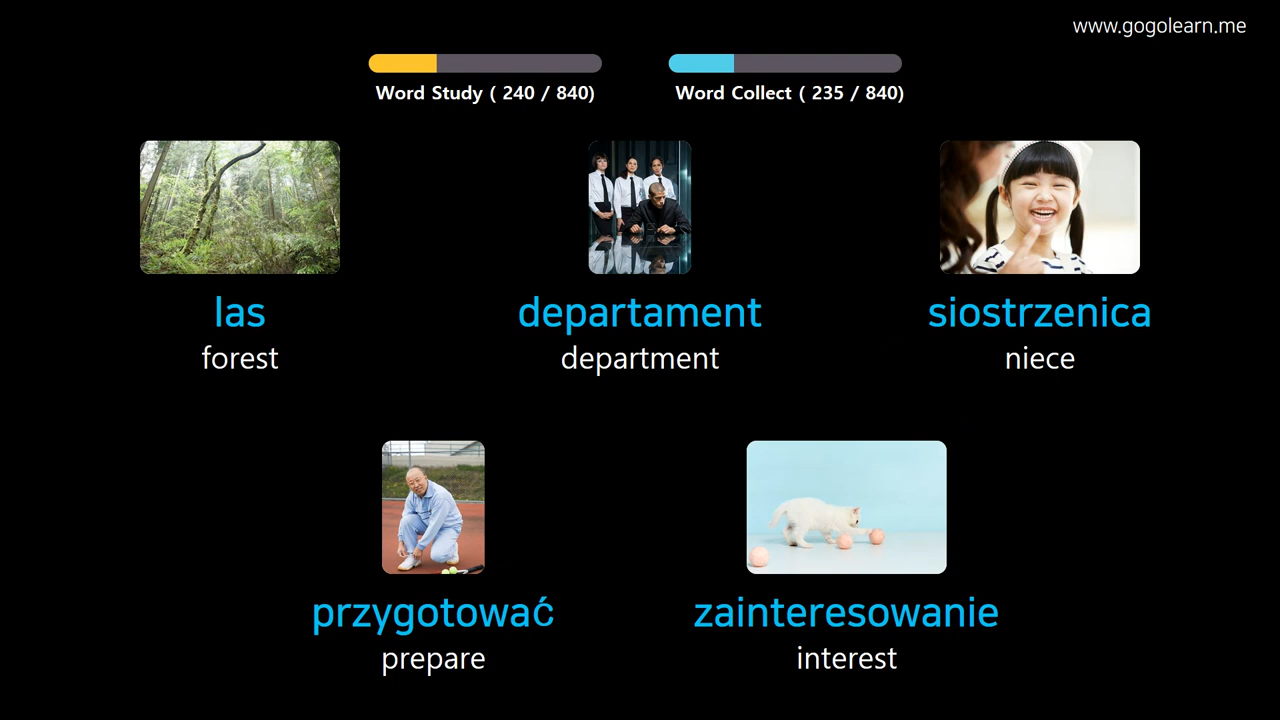 www.gogolearn.me
Word Study ( 240 / 840)
Word Collect ( 235 / 840)
las
forest
departament
department
siostrzenica
niece
przygotować
prepare
zainteresowanie
interest